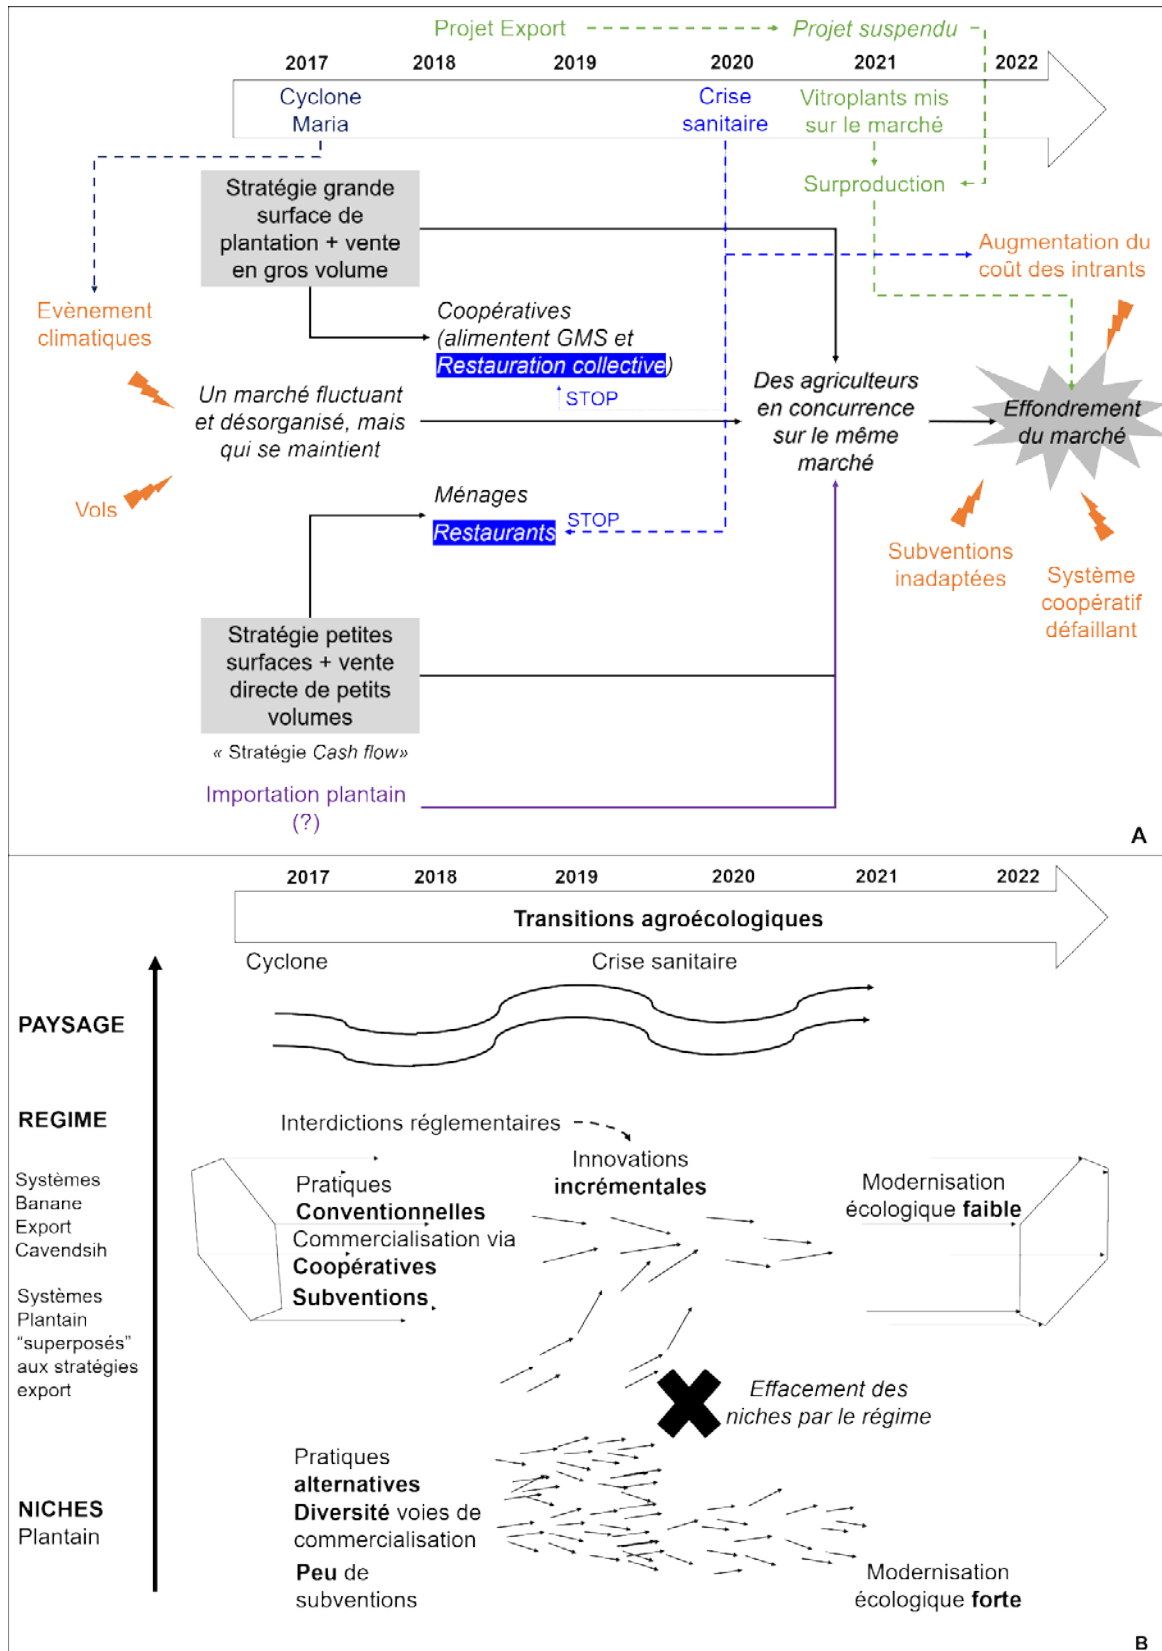 Projet Export
Projet suspendu
2017
2018
2019
2020
2021
2022
Cyclone
Maria
Crise
sanitaire
Vitroplants mis
sur le marché
Stratégie grande
surface de
plantation + vente
en gros volume
Surproduction
Augmentation du
coût des intrants
Evènement
climatiques
Coopératives
(alimentent GMS et
Restauration collective)
STOP
Un marché fluctuant
et désorganisé, mais
qui se maintient
Des agriculteurs
en concurrence
sur le même
marché
Effondrement
du marché
Vols
Ménages
Restaurants
STOP
Subventions
inadaptées
Système
coopératif
défaillant
Stratégie petites
surfaces + vente
directe de petits
volumes
« Stratégie Cash flow»
Importation plantain
(?)
A
2017
2018
2019
2020
2021
2022
Transitions agroécologiques
Cyclone
Crise sanitaire
PAYSAGE
REGIME
Interdictions réglementaires
Innovations
incrémentales
Systèmes
Banane
Export
Cavendsih
Pratiques
Conventionnelles
Commercialisation via
Coopératives
Subventions
Modernisation
écologique faible
Systèmes
Plantain
“superposés”
aux stratégies
export
Effacement des
niches par le régime
NICHES
Plantain
Pratiques
alternatives
Diversité voies de
commercialisation
Peu de
subventions
Modernisation
écologique forte
B